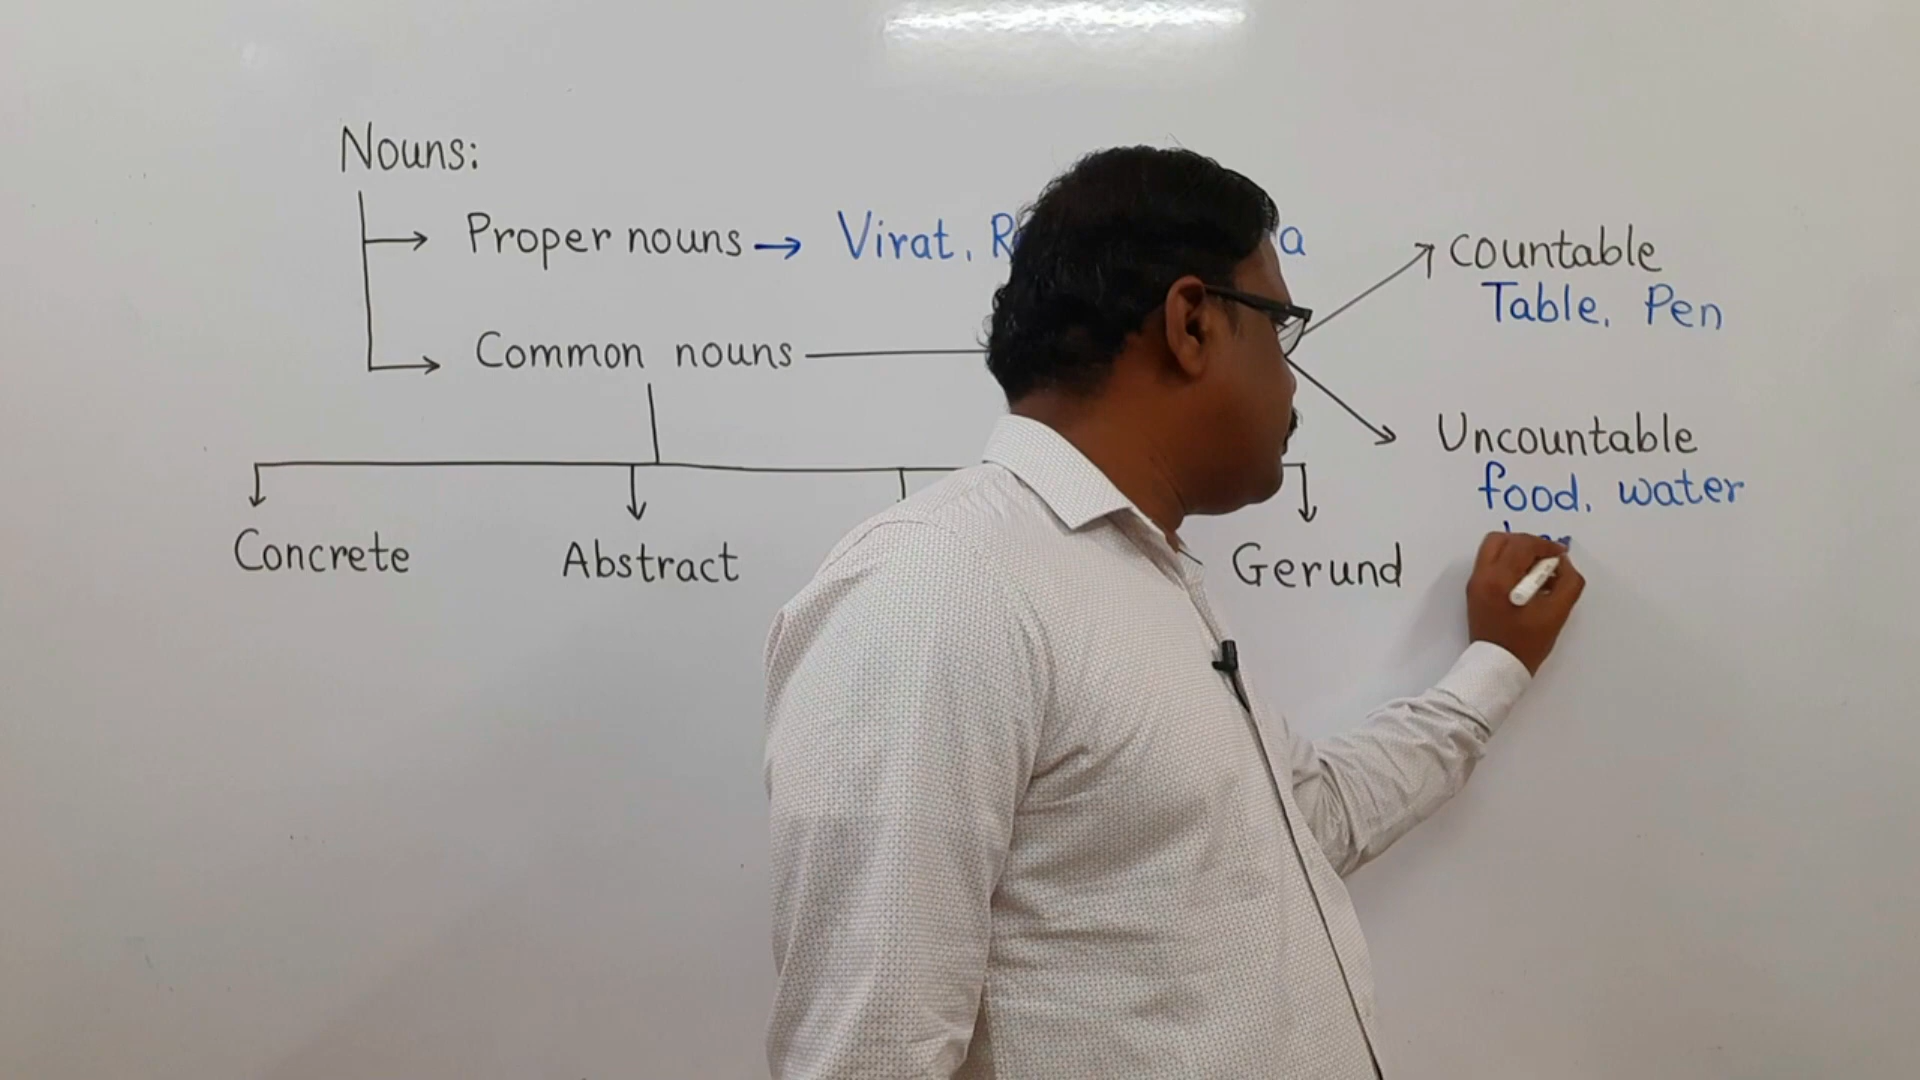 Nouns:
Proper nouns → Virat,
Common nouns
Countable
Table, Pen
Uncountable
food, water
Concrete
Abstract
Gerund